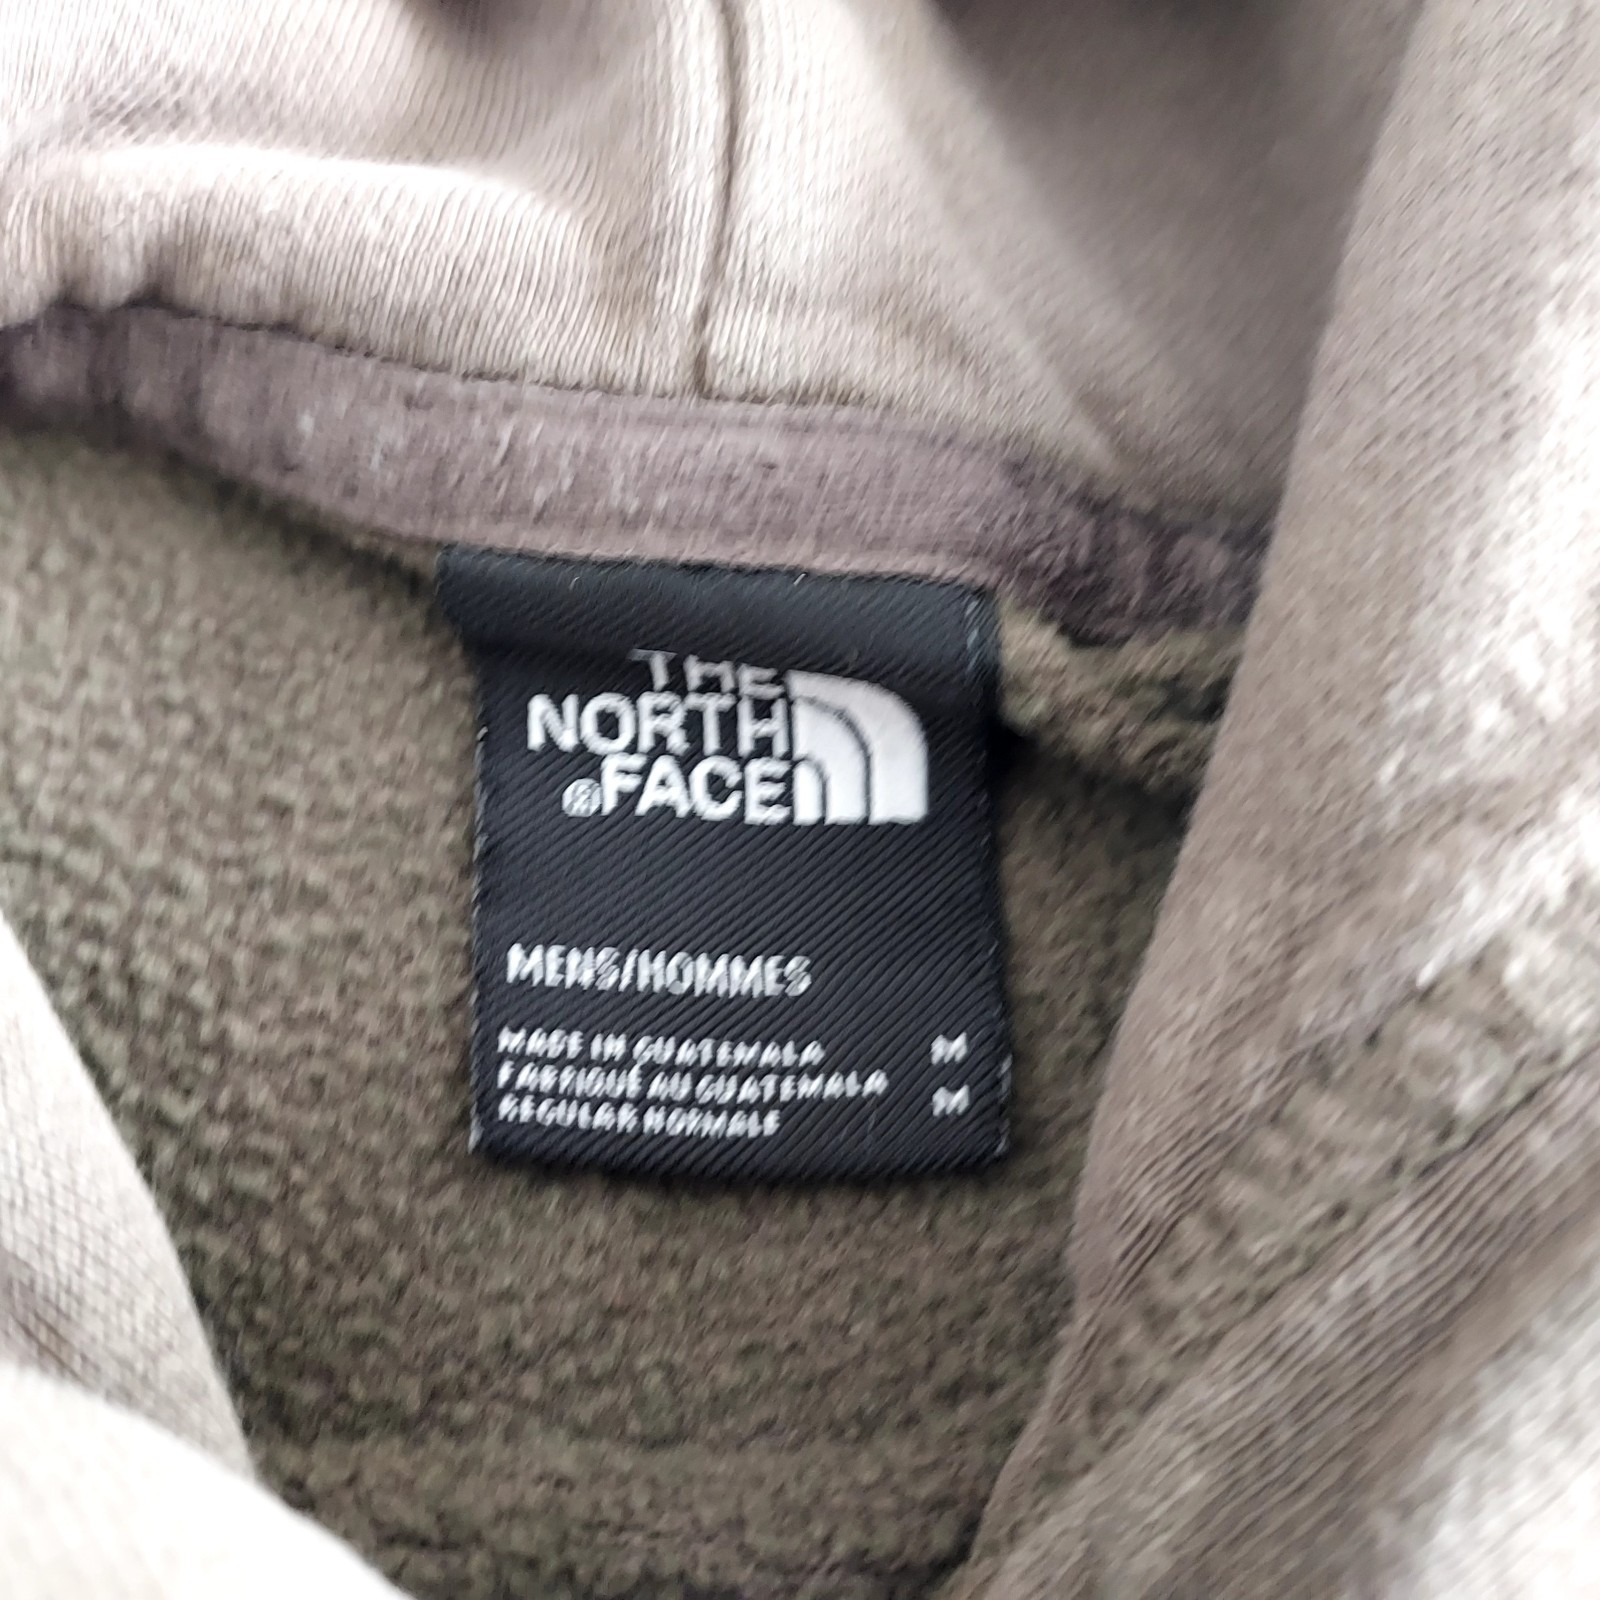 THE
NORTH
®FACE
MENS/HOMMES
MADE IN GUATEMALA M
FABRIQUÉ AU GUATEMALA M
REGULAR NORMALE